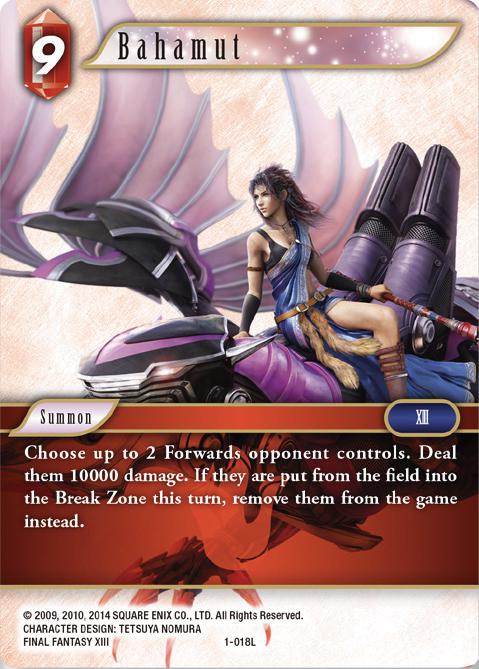 9
Bahamut
Summon
XIII
Choose up to 2 Forwards opponent controls. Deal
them 10000 damage. If they are put from the field into
the Break Zone this turn, remove them from the game
instead.
© 2009, 2010, 2014 SQUARE ENIX CO., LTD. All Rights Reserved.
CHARACTER DESIGN: TETSUYA NOMURA
FINAL FANTASY XIII
1-018L